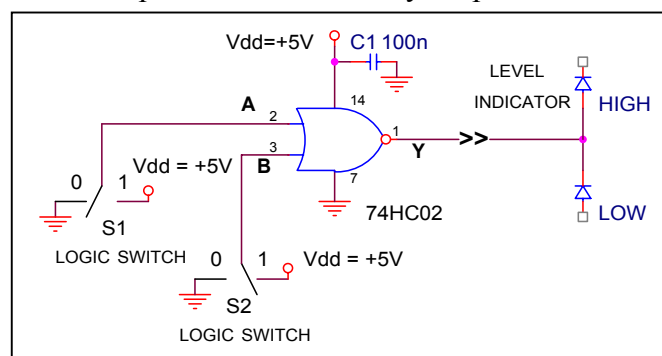 Vdd=+5V
C1 100n
LEVEL
INDICATOR
HIGH
A
14
2
1
Y
>>
3
B
7
74HC02
Vdd = +5V
0
1
S1
LOGIC SWITCH
LOW
0
1
Vdd = +5V
S2
LOGIC SWITCH